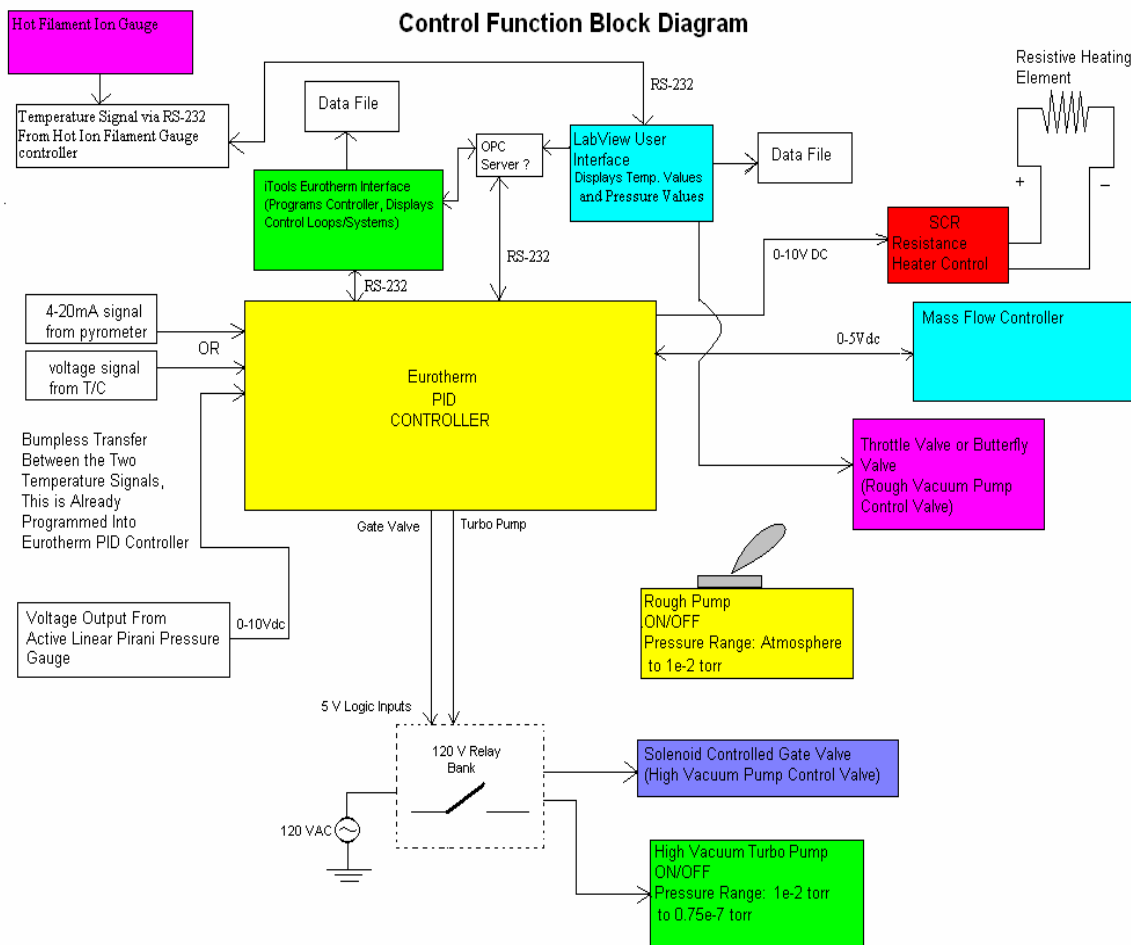 Control Function Block Diagram
Hot Filament Ion Gauge
Temperature Signal via RS-232
From Hot Ion Filament Gauge
controller
Data File
RS-232
OPC
Server ?
LabView User
Interface
Displays Temp. Values
and Pressure Values
Data File
Resistive Heating
Element
+
–
iTools Eurotherm Interface
(Programs Controller, Displays
Control Loops/Systems)
SCR
Resistance
Heater Control
0-10V DC
RS-232
RS-232
4-20mA signal
from pyrometer
OR
voltage signal
from T/C
Eurotherm
PID
CONTROLLER
0-5Vdc
Mass Flow Controller
Bumpless Transfer
Between the Two
Temperature Signals,
This is Already
Programmed Into
Eurotherm PID Controller
Throttle Valve or Butterfly
Valve
(Rough Vacuum Pump
Control Valve)
Gate Valve
Turbo Pump
Voltage Output From
Active Linear Pirani Pressure
Gauge
0-10Vdc
Rough Pump
ON/OFF
Pressure Range: Atmosphere
to 1e-2 torr
5 V Logic Inputs
120 V Relay
Bank
Solenoid Controlled Gate Valve
(High Vacuum Pump Control Valve)
120 VAC
High Vacuum Turbo Pump
ON/OFF
Pressure Range: 1e-2 torr
to 0.75e-7 torr